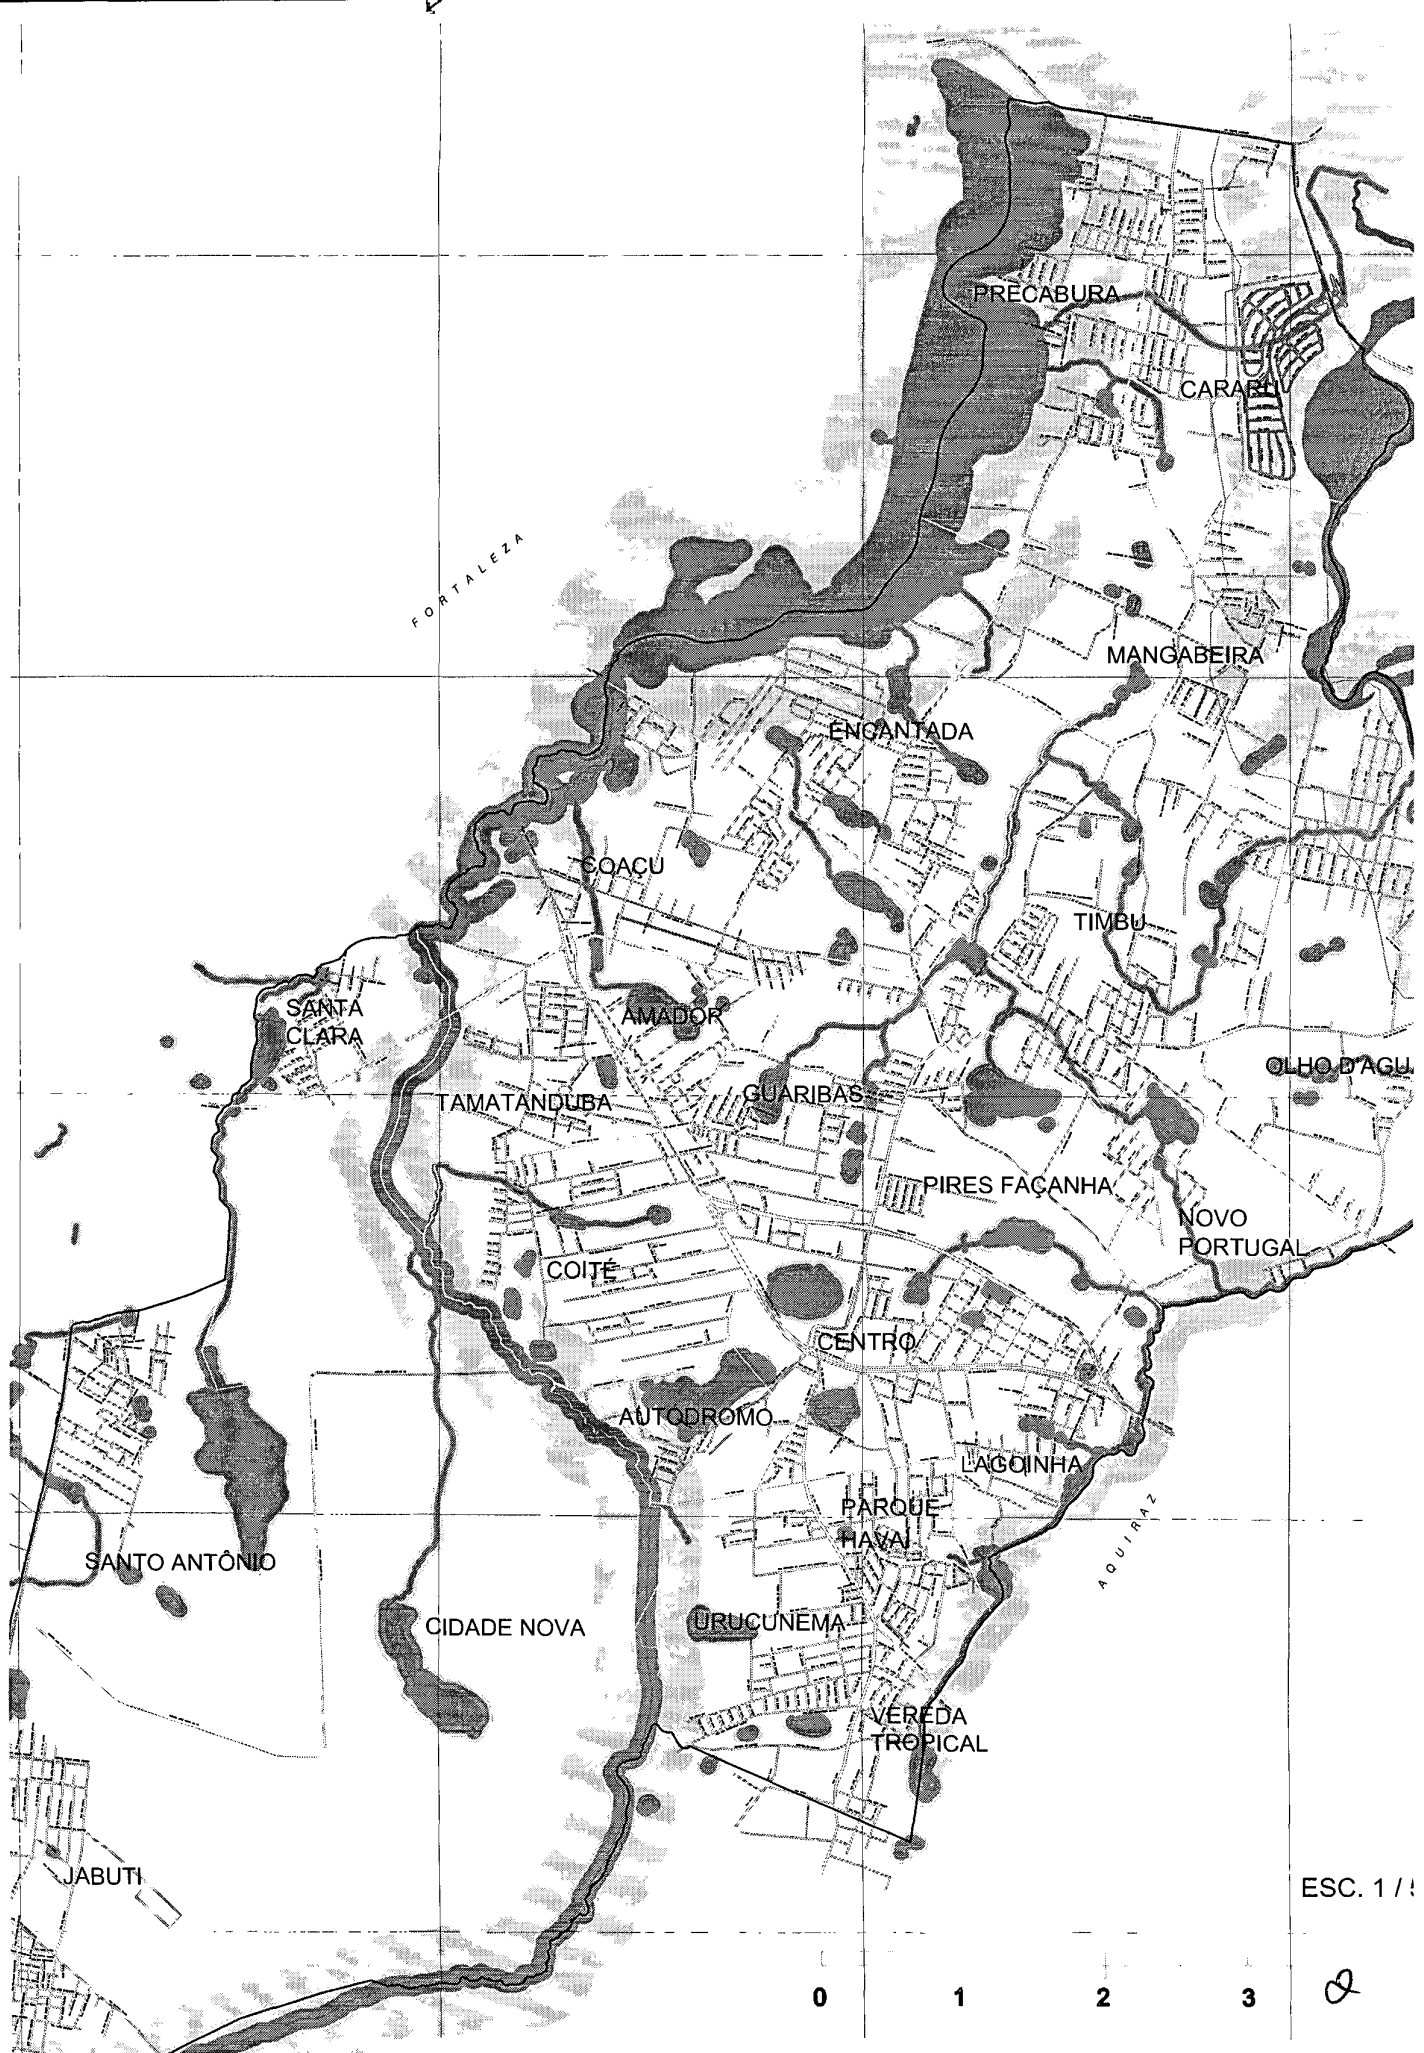 PRECABURA
CARARU
FORTALEZA
MANGABEIRA
ENCANTADA
COAÇU
TIMBU
SANTA
CLARA
AMADOR
OLHO D'AGU
TAMATANDUBA
GUARIBAS
PIRES FAÇANHA
NOVO
PORTUGAL
COITÉ
CENTRO
AUTODROMO
LAGOINHA
PARQUE
HAVAÍ
AQUIRAZ
SANTO ANTÔNIO
CIDADE NOVA
URUCUNEMA
VEREDA
TROPICAL
JABUTI
ESC. 1 /
0 1 2 3